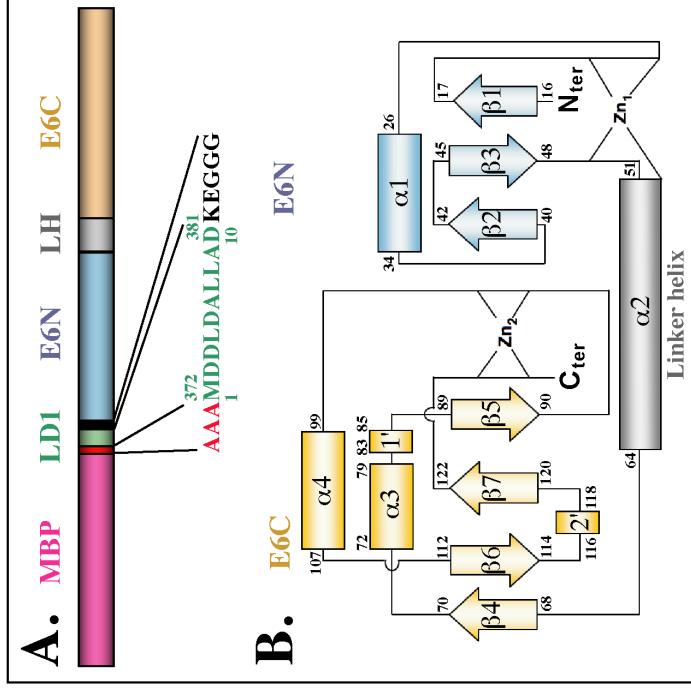 A.
MBP LD1 E6N LH E6C
372 381
AAAMDDLDALLAD KEGGG
1 10
B.
E6C
E6N
107 α4 99
34 α1 26
72 α3 79 83 1' 85
70 112 122 89
42 45 17
β4 β6 β7 β5
β2 β3 β1
68 114 120 90
40 48 16
116 2' 118
Zn2
Cter
Nter
Zn1
64 α2 51
Linker helix